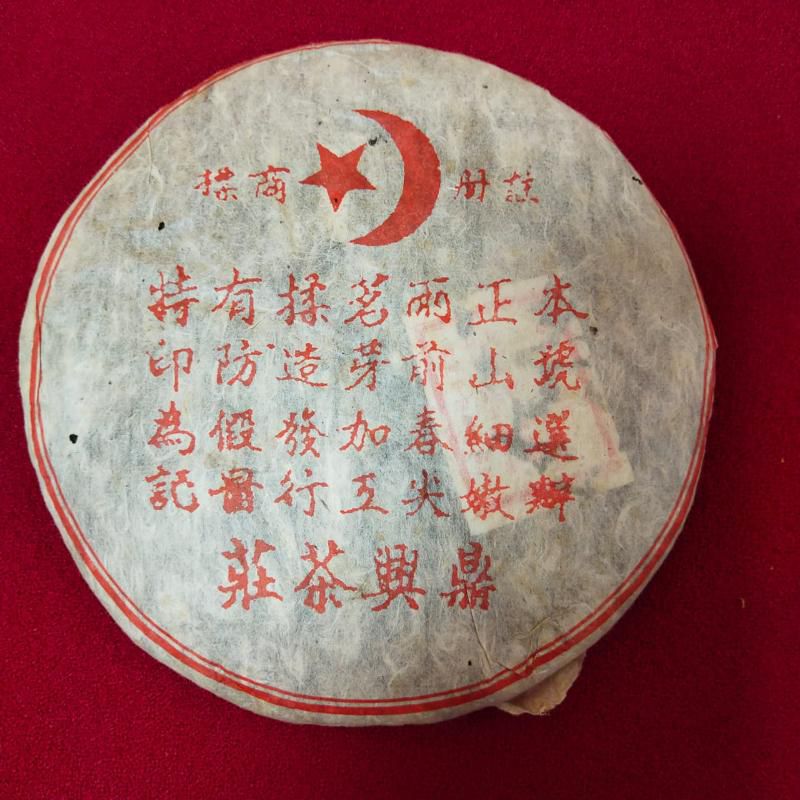 註册商標
本號選辦
正山細嫩
雨前春尖
茗芽加工
揉造發行
有防假冒
特印為記
鼎興茶莊